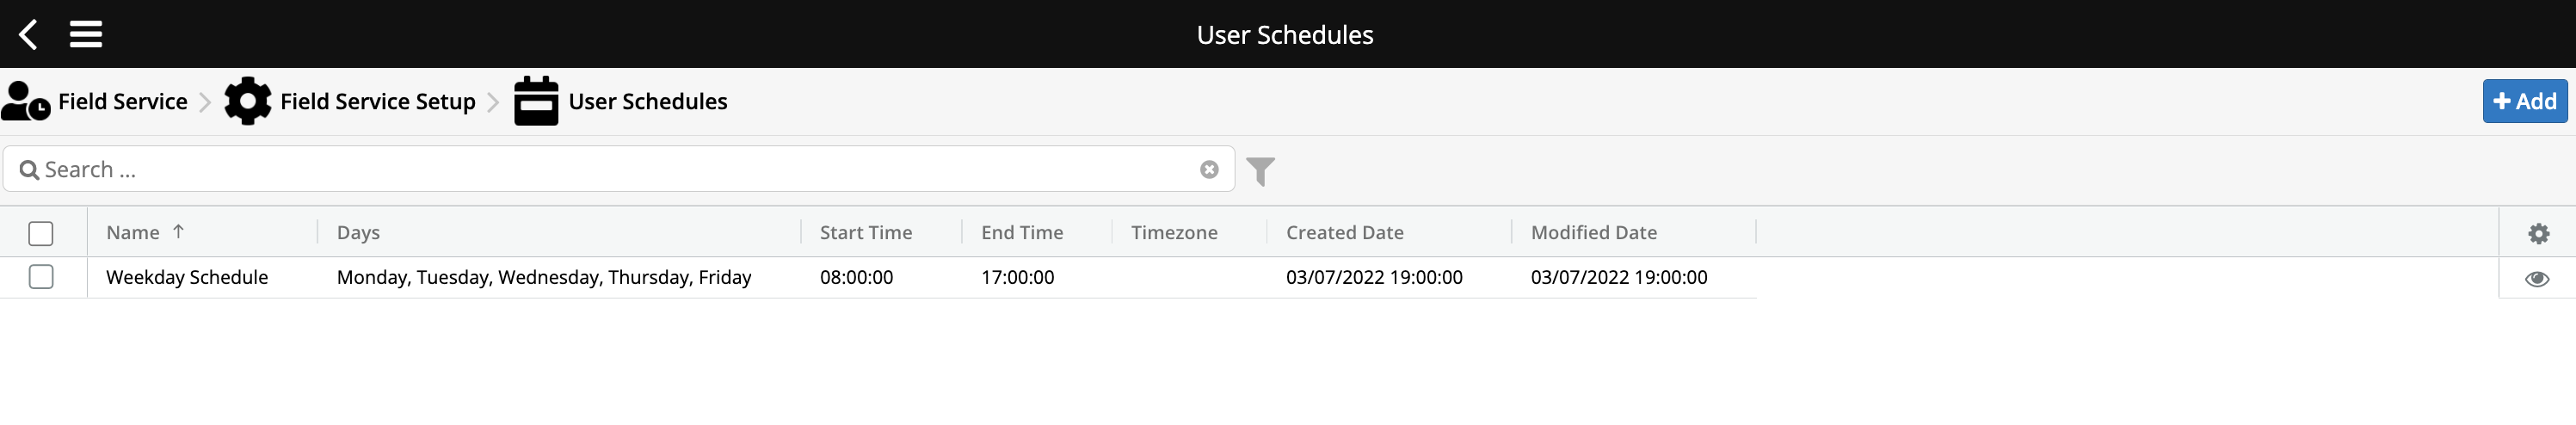 User Schedules
Field Service Field Service Setup User Schedules Add
Search ...
Name Days Start Time End Time Timezone Created Date Modified Date
Weekday Schedule Monday, Tuesday, Wednesday, Thursday, Friday 08:00:00 17:00:00 03/07/2022 19:00:00 03/07/2022 19:00:00